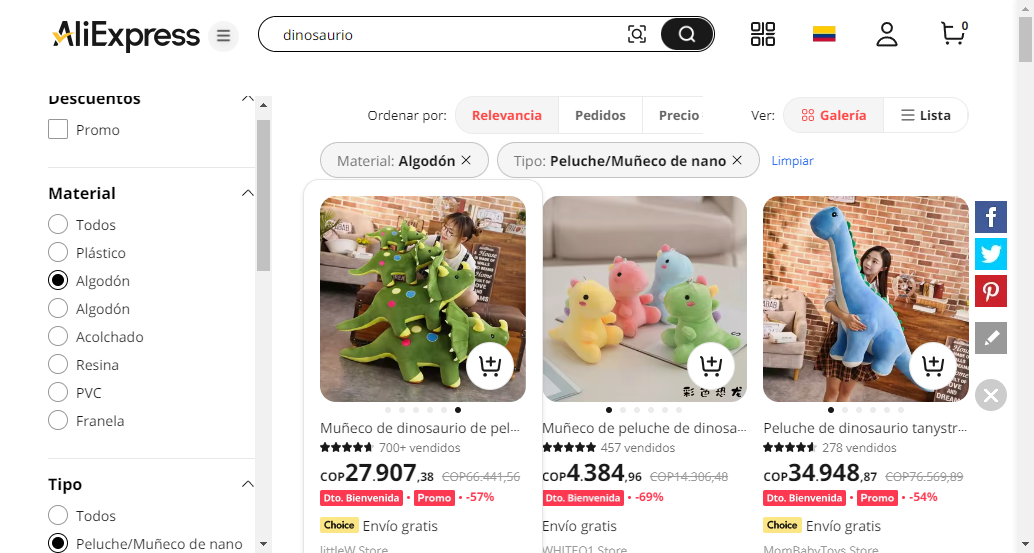 AliExpress
dinosaurio
0
Descuentos
Promo
Material
Todos
Plástico
Algodón
Algodón
Acolchado
Resina
PVC
Franela
Tipo
Todos
Peluche/Muñeco de nano
Ordenar por: Relevancia Pedidos Precio Ver: Galería Lista
Material: Algodón Tipo: Peluche/Muñeco de nano Limpiar
Muñeco de dinosaurio de pel...
700+ vendidos
COP27.907,38 COP66.441,56
Dto. Bienvenida · Promo · -57%
Choice Envío gratis
littleW Store
彩色恐龙
Muñeco de peluche de dinosa...
457 vendidos
COP4.384,96 COP14.306,48
Dto. Bienvenida · -69%
Envío gratis
WHITEO1 Store
Peluche de dinosaurio tanystr...
278 vendidos
COP34.948,87 COP76.569,89
Dto. Bienvenida · Promo · -54%
Choice Envío gratis
MomBabyToys Store